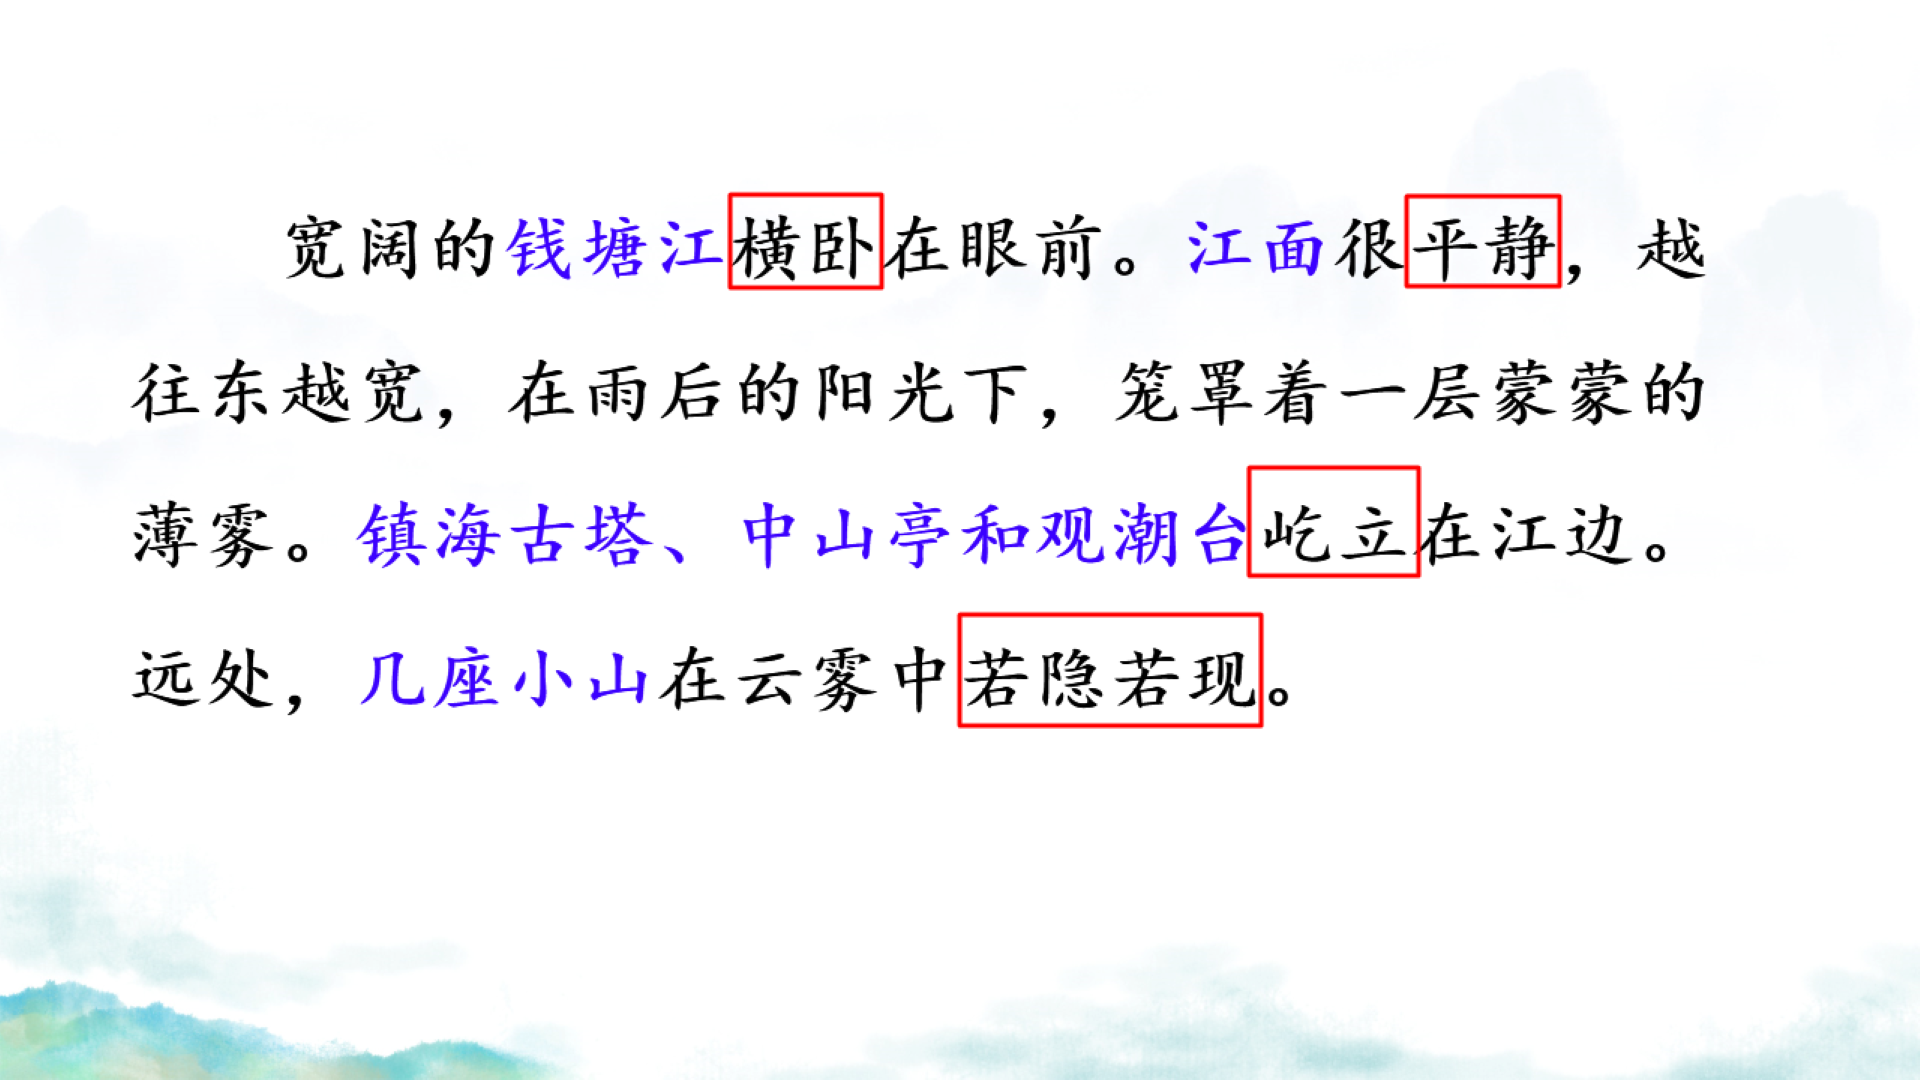 宽阔的钱塘江横卧在眼前。江面很平静，越
往东越宽，在雨后的阳光下，笼罩着一层蒙蒙的
薄雾。镇海古塔、中山亭和观潮台屹立在江边。
远处，几座小山在云雾中若隐若现。